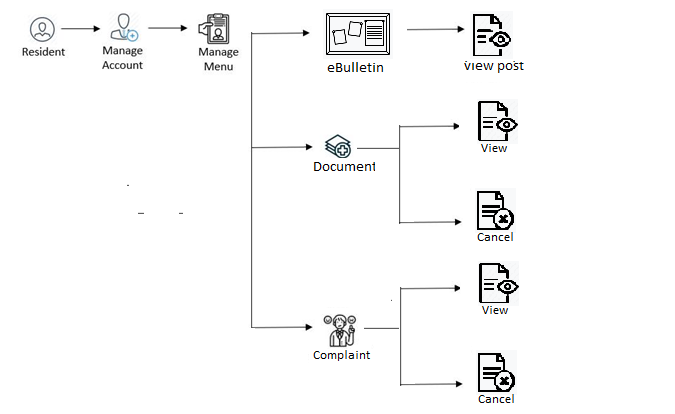 Resident
Manage
Account
Manage
Menu
eBulletin
View post
Document
View
Cancel
Complaint
View
Cancel